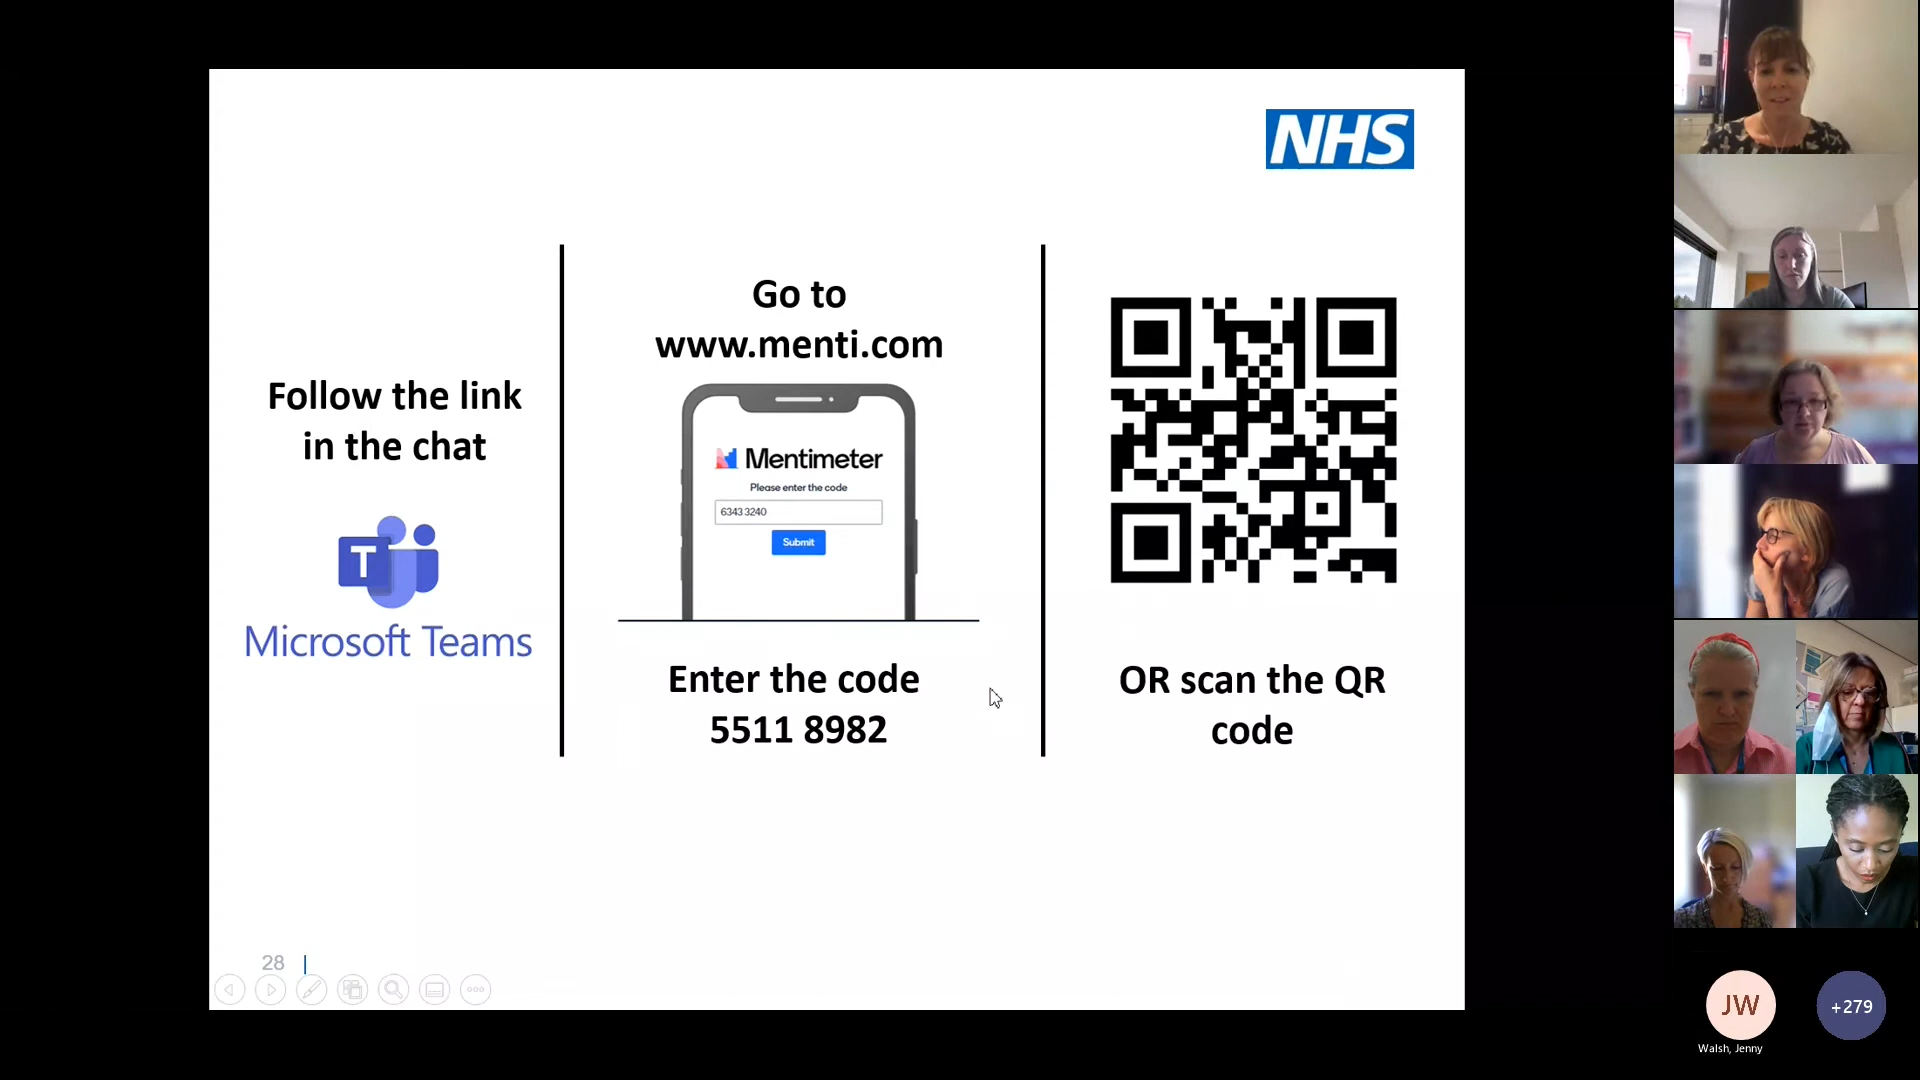 NHS
Follow the link
in the chat
T
Microsoft Teams
Go to
www.menti.com
Mentimeter
Please enter the code
6343 3240
Submit
Enter the code
5511 8982
OR scan the QR
code
28
JW
Walsh, Jenny
+279